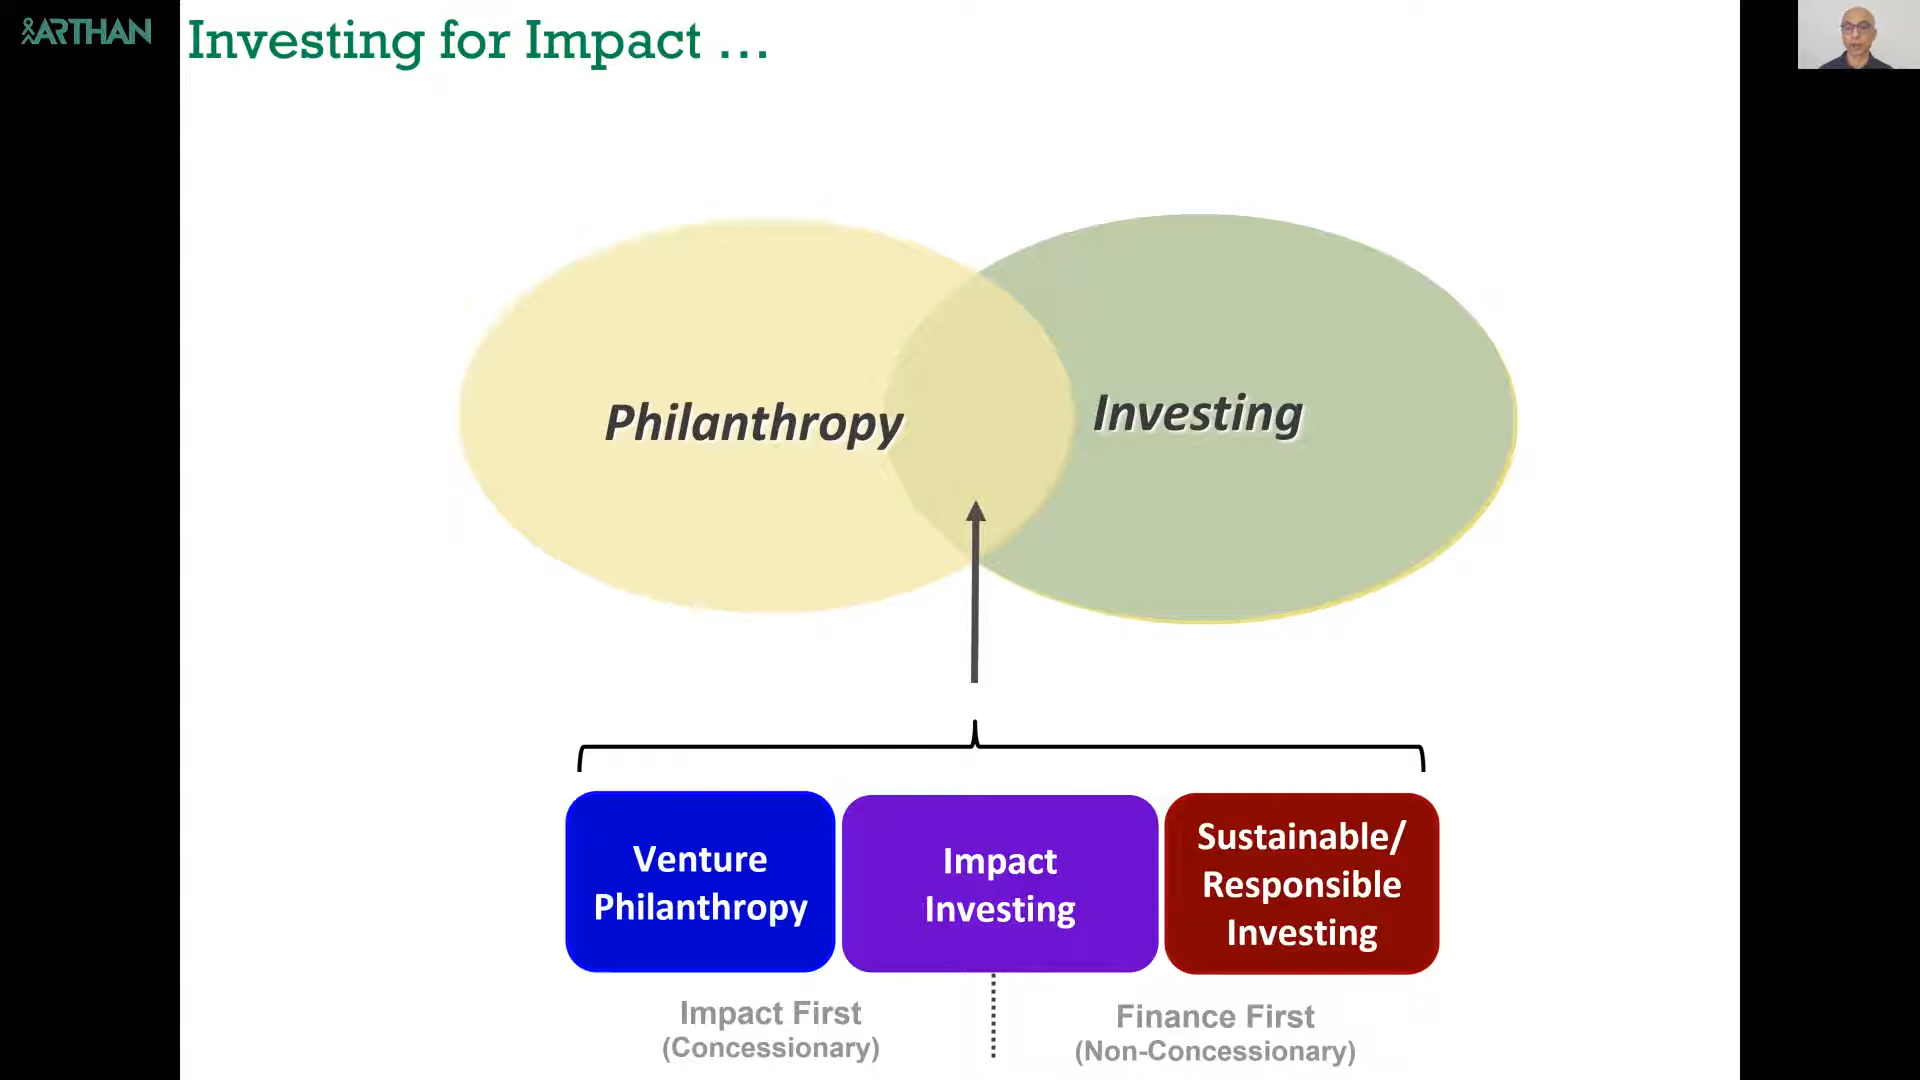 ARTHAN
Investing for Impact ...
Philanthropy
Investing
Venture
Philanthropy
Impact
Investing
Sustainable/
Responsible
Investing
Impact First
(Concessionary)
Finance First
(Non-Concessionary)